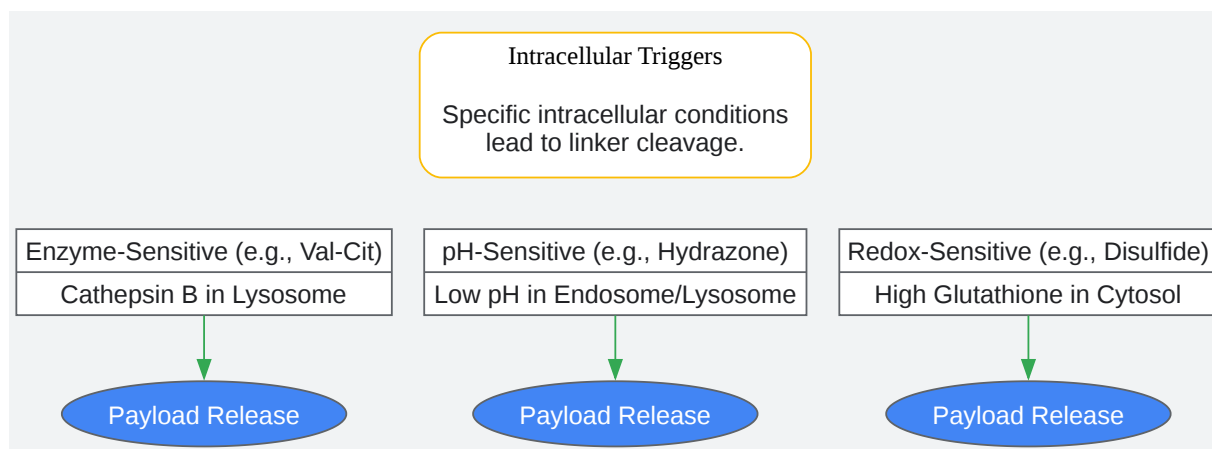 Intracellular Triggers
Specific intracellular conditions
lead to linker cleavage.
Enzyme-Sensitive (e.g., Val-Cit)
Cathepsin B in Lysosome
pH-Sensitive (e.g., Hydrazone)
Low pH in Endosome/Lysosome
Redox-Sensitive (e.g., Disulfide)
High Glutathione in Cytosol
Payload Release
Payload Release
Payload Release